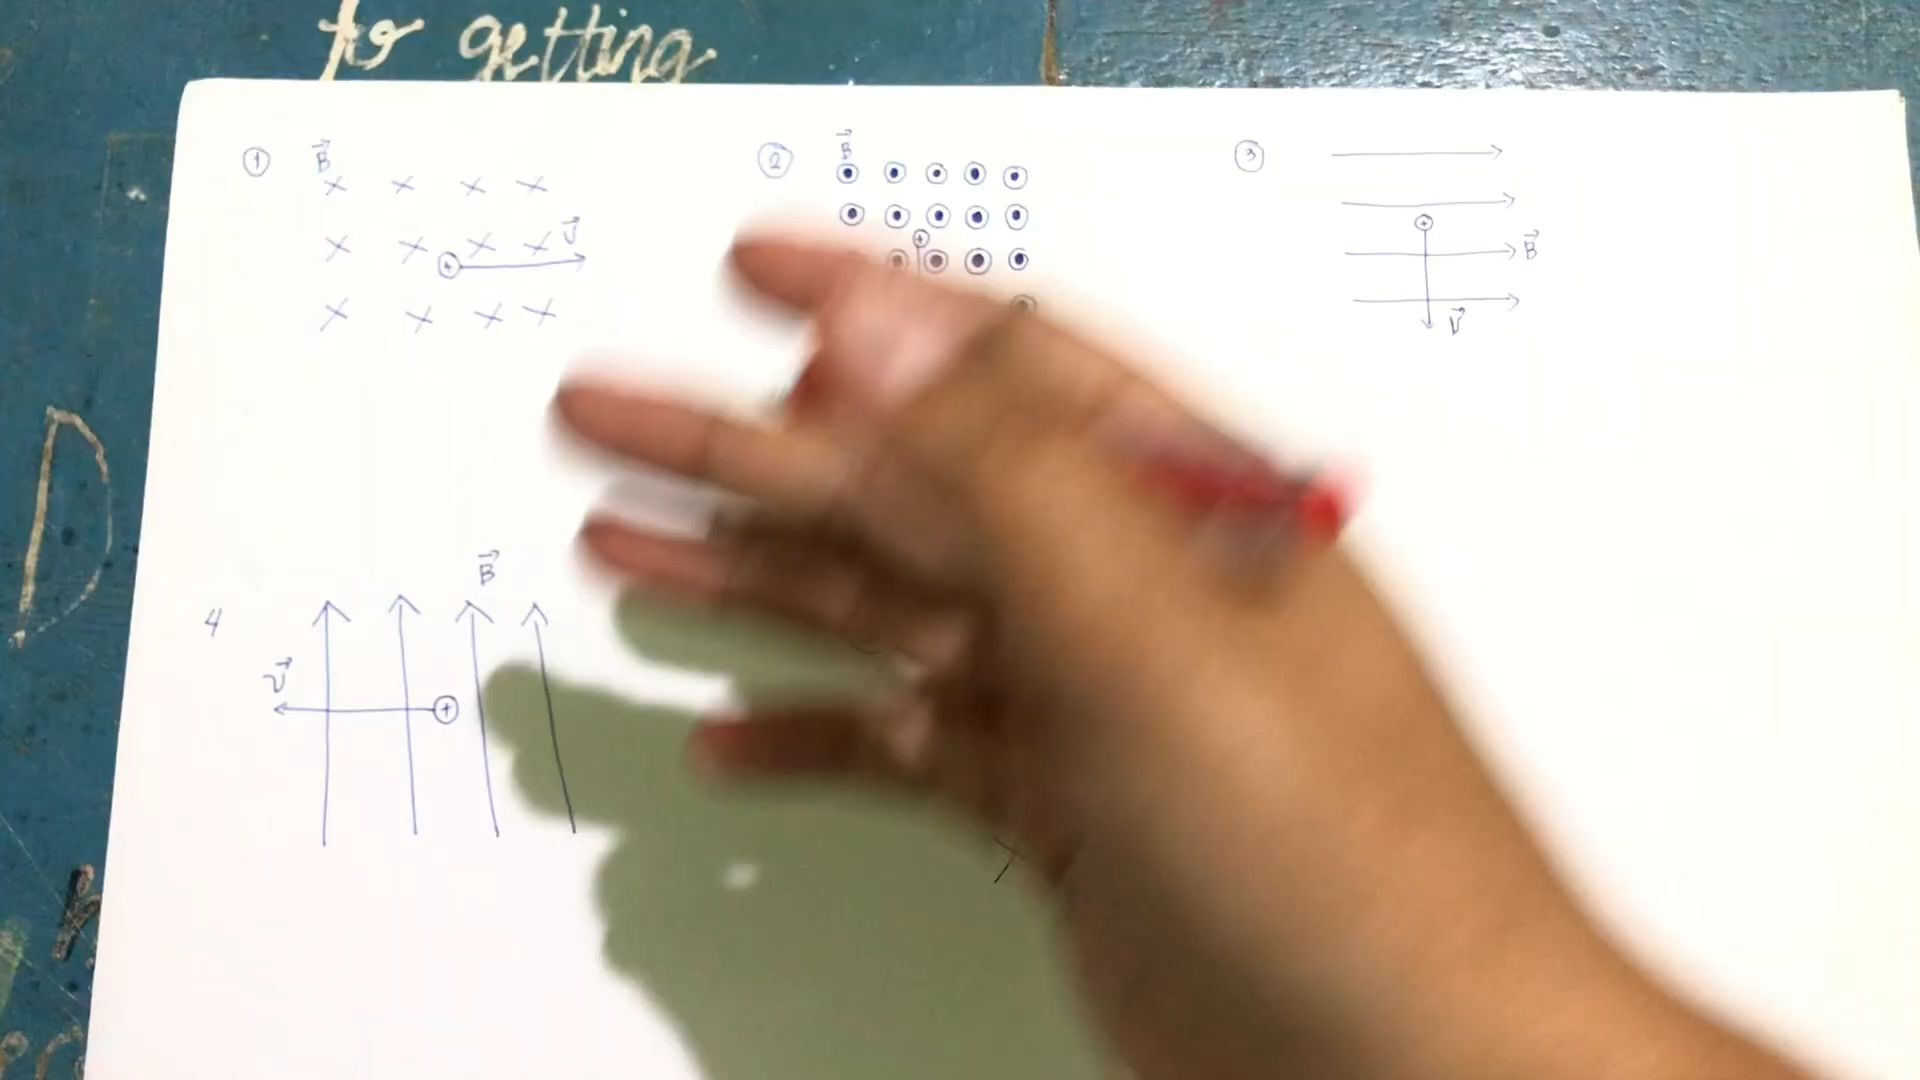 to getting
① B⃗
× × × ×
× × × × v⃗
+
× × × ×
② B⃗
+
③
+
B⃗
v⃗
4 B⃗
v⃗
+
D